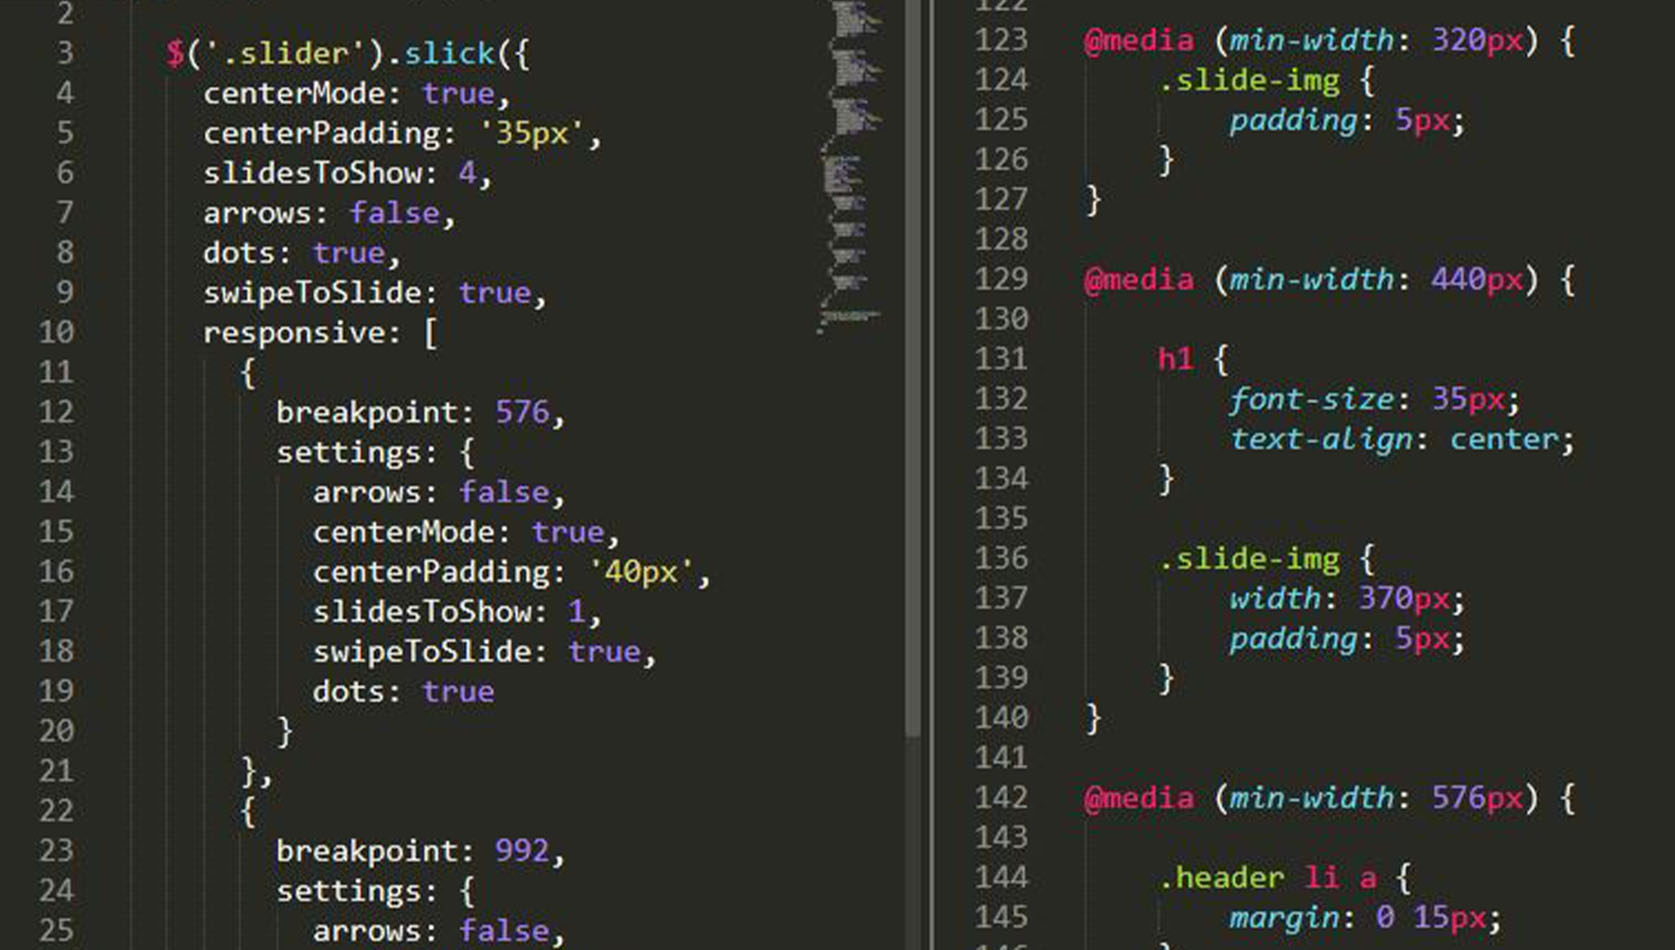 2
3 $('.slider').slick({
4 centerMode: true,
5 centerPadding: '35px',
6 slidesToShow: 4,
7 arrows: false,
8 dots: true,
9 swipeToSlide: true,
10 responsive: [
11 {
12 breakpoint: 576,
13 settings: {
14 arrows: false,
15 centerMode: true,
16 centerPadding: '40px',
17 slidesToShow: 1,
18 swipeToSlide: true,
19 dots: true
20 }
21 },
22 {
23 breakpoint: 992,
24 settings: {
25 arrows: false,
122
123 @media (min-width: 320px) {
124 .slide-img {
125 padding: 5px;
126 }
127 }
128
129 @media (min-width: 440px) {
130
131 h1 {
132 font-size: 35px;
133 text-align: center;
134 }
135
136 .slide-img {
137 width: 370px;
138 padding: 5px;
139 }
140 }
141
142 @media (min-width: 576px) {
143
144 .header li a {
145 margin: 0 15px;